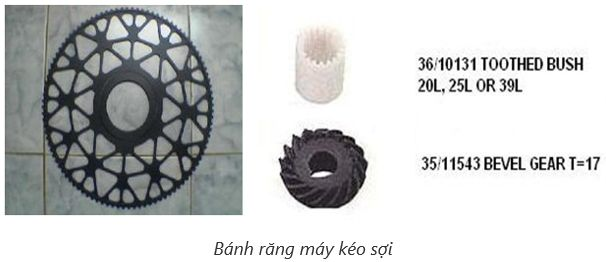 36/10131 TOOTHED BUSH
20L, 25L OR 39L
35/11543 BEVEL GEAR T=17
Bánh răng máy kéo sợi